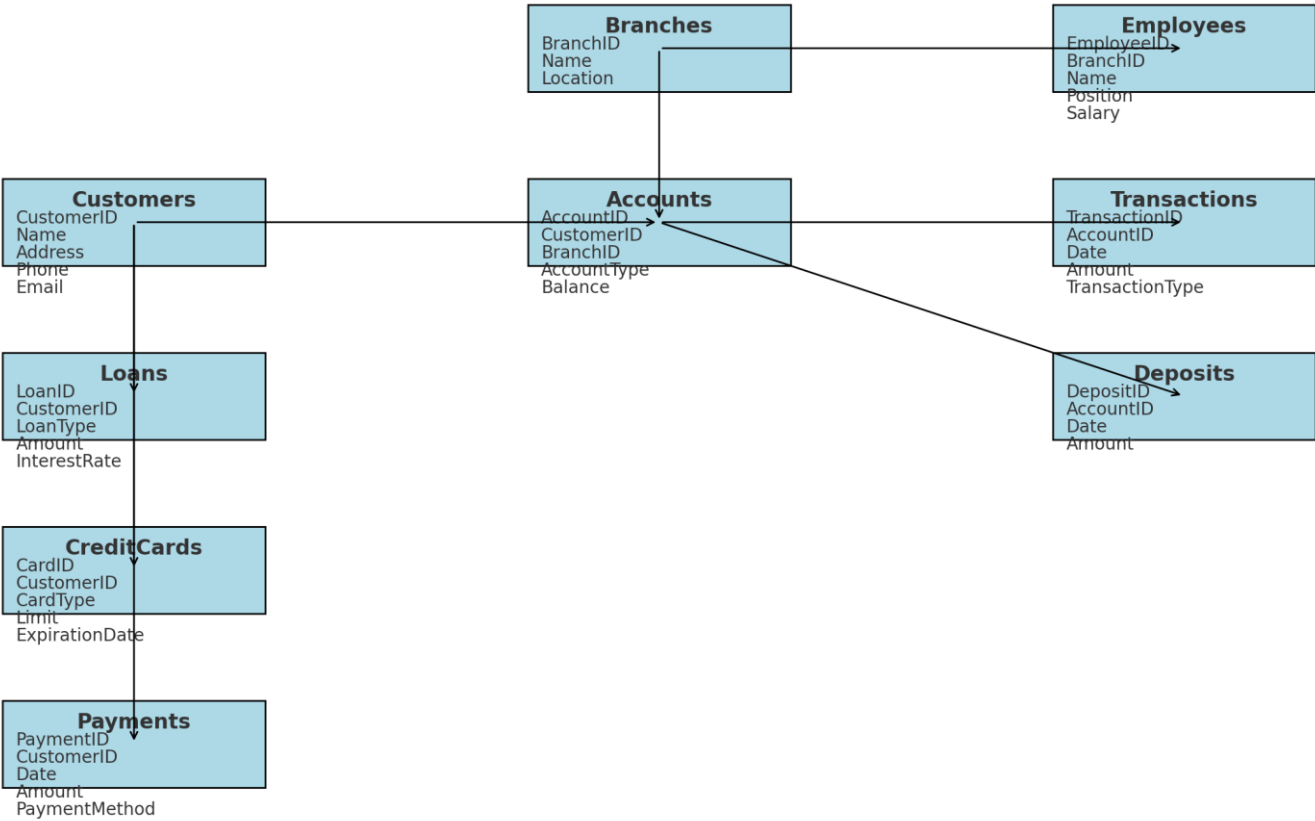 Branches
BranchID
Name
Location
Employees
EmployeeID
BranchID
Name
Position
Salary
Customers
CustomerID
Name
Address
Phone
Email
Accounts
AccountID
CustomerID
BranchID
AccountType
Balance
Transactions
TransactionID
AccountID
Date
Amount
TransactionType
Loans
LoanID
CustomerID
LoanType
Amount
InterestRate
Deposits
DepositID
AccountID
Date
Amount
CreditCards
CardID
CustomerID
CardType
Limit
ExpirationDate
Payments
PaymentID
CustomerID
Date
Amount
PaymentMethod